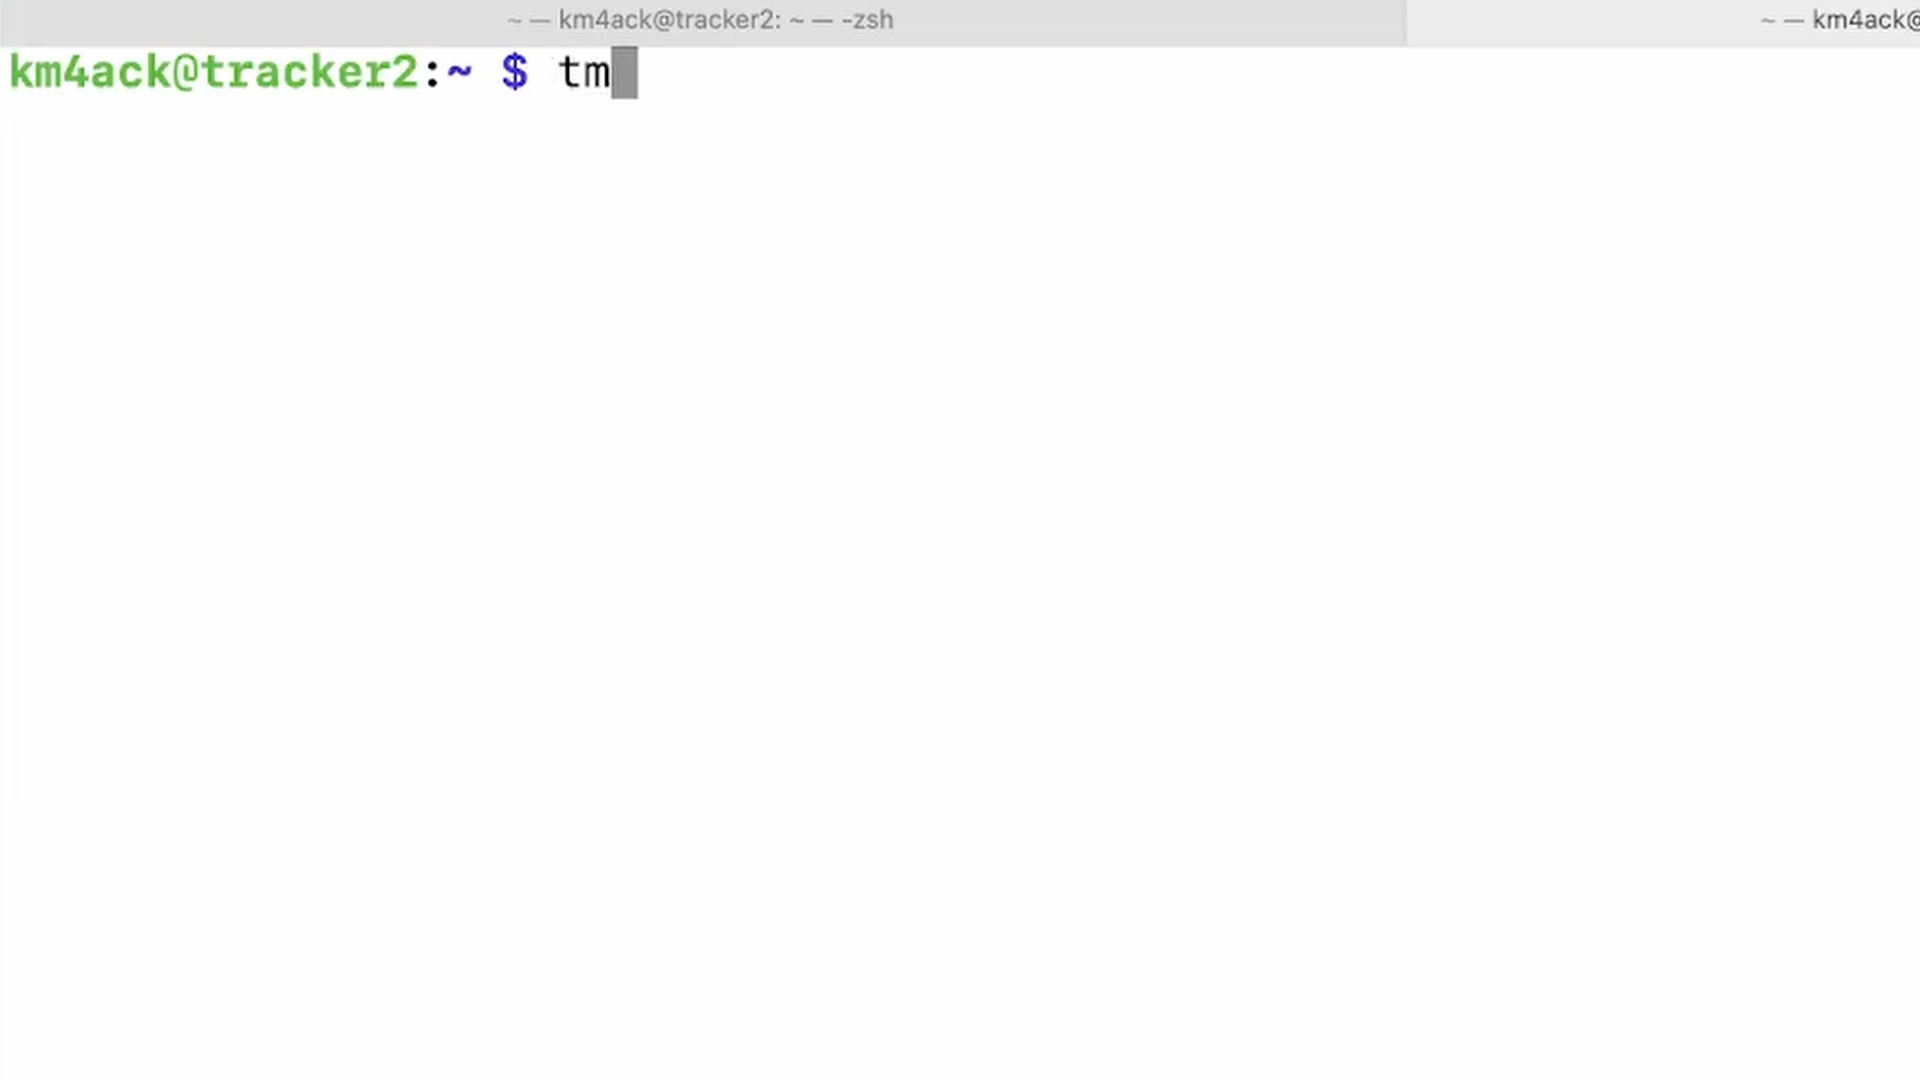 ~ — km4ack@tracker2: ~ — -zsh
~ — km4ack@
km4ack@tracker2:~ $ tm